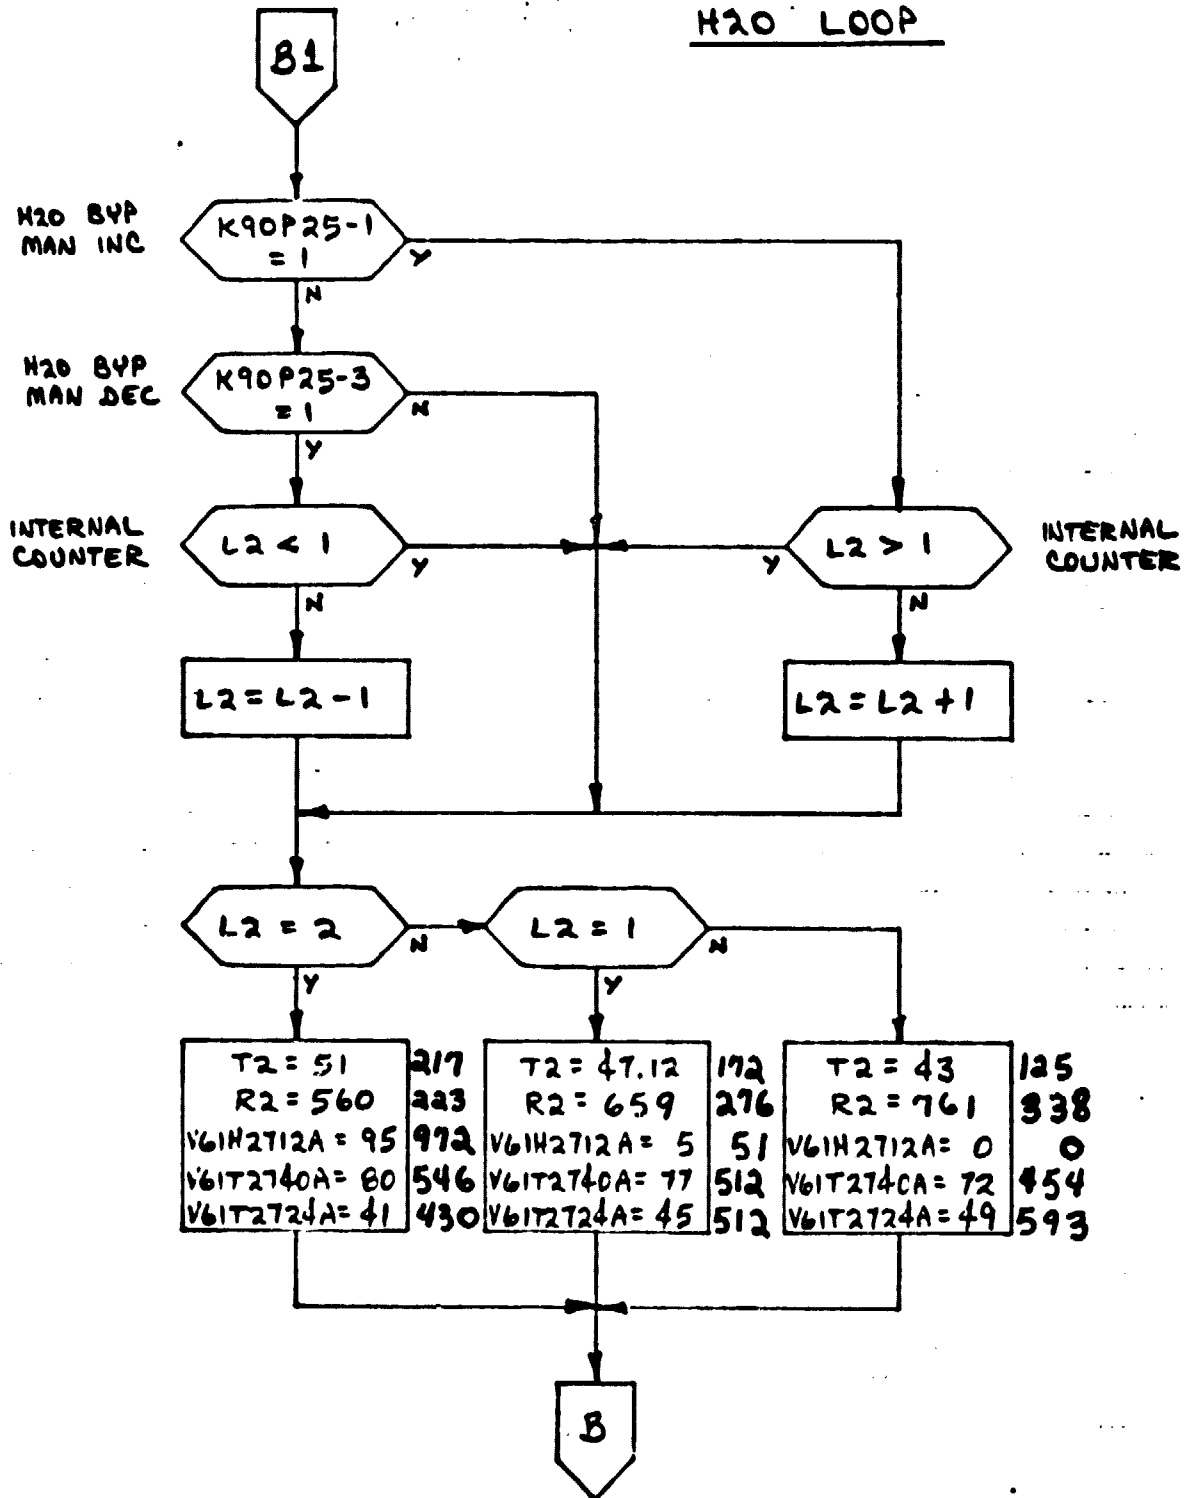 H20 LOOP
B1
H20 BYP
MAN INC
K90P25-1
= 1
Y
N
H20 BYP
MAN DEC
K90P25-3
= 1
N
Y
INTERNAL
COUNTER
L2 < 1
Y
N
L2 > 1
Y
N
INTERNAL
COUNTER
L2 = L2 - 1
L2 = L2 + 1
L2 = 2
N
Y
L2 = 1
N
Y
T2 = 51 217
R2 = 560 223
V61H2712A = 95 972
V61T2740A = 80 546
V61T2724A = 41 430
T2 = 47.12 172
R2 = 659 276
V61H2712A = 5 51
V61T2740A = 77 512
V61T2724A = 45 512
T2 = 43 125
R2 = 761 338
V61H2712A = 0 0
V61T2740A = 72 454
V61T2724A = 49 593
B